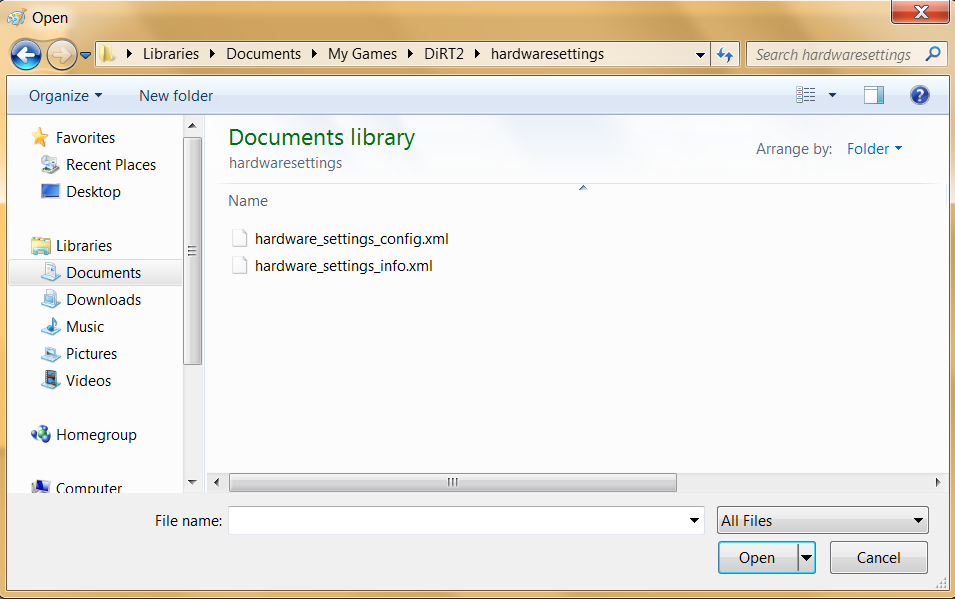 Open
Libraries Documents My Games DiRT2 hardwaresettings Search hardwaresettings
Organize New folder
Favorites
Recent Places
Desktop
Libraries
Documents
Downloads
Music
Pictures
Videos
Homegroup
Computer
Documents library
hardwaresettings
Arrange by: Folder
Name
hardware_settings_config.xml
hardware_settings_info.xml
File name: All Files
Open Cancel